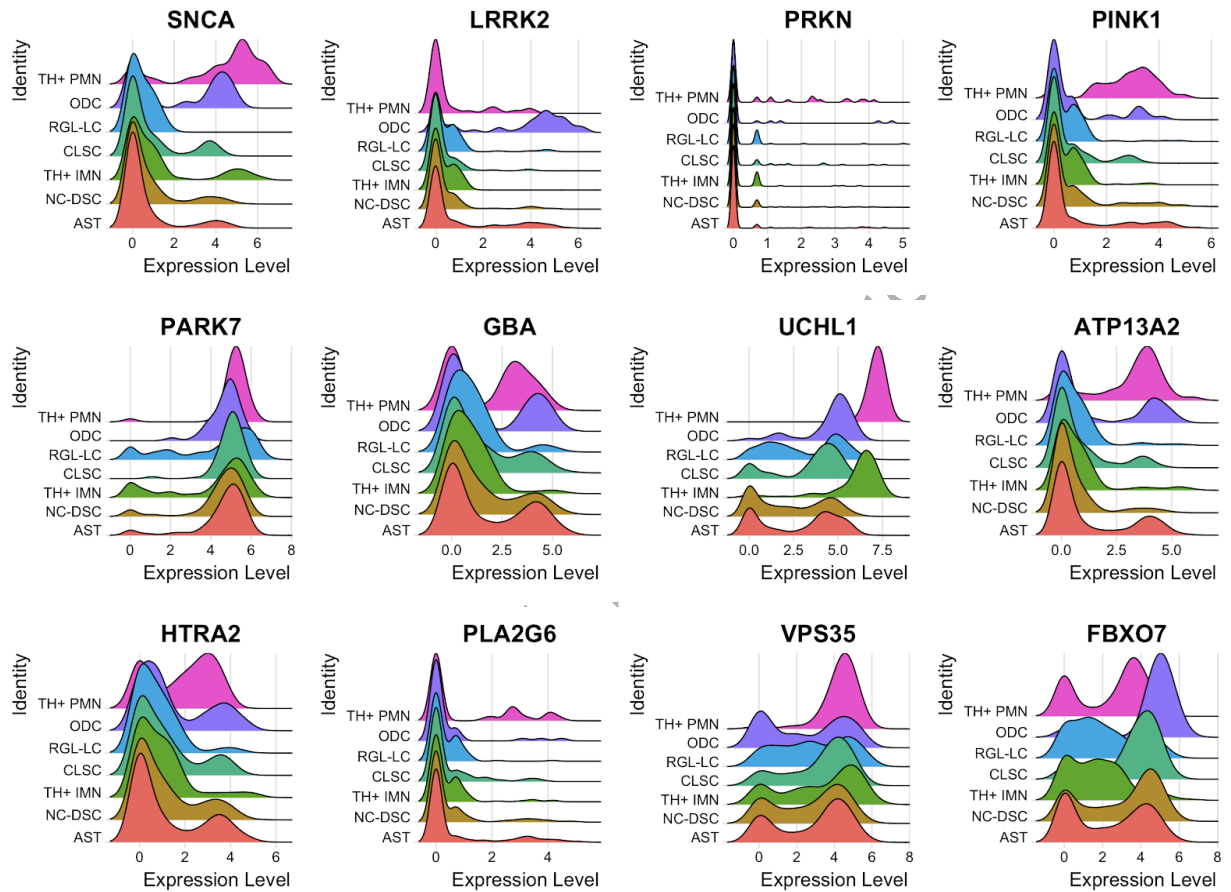 SNCA
Identity
TH+ PMN
ODC
RGL-LC
CLSC
TH+ IMN
NC-DSC
AST
0 2 4 6
Expression Level
LRRK2
Identity
TH+ PMN
ODC
RGL-LC
CLSC
TH+ IMN
NC-DSC
AST
0 2 4 6
Expression Level
PRKN
Identity
TH+ PMN
ODC
RGL-LC
CLSC
TH+ IMN
NC-DSC
AST
0 1 2 3 4 5
Expression Level
PINK1
Identity
TH+ PMN
ODC
RGL-LC
CLSC
TH+ IMN
NC-DSC
AST
0 2 4 6
Expression Level
PARK7
Identity
TH+ PMN
ODC
RGL-LC
CLSC
TH+ IMN
NC-DSC
AST
0 2 4 6 8
Expression Level
GBA
Identity
TH+ PMN
ODC
RGL-LC
CLSC
TH+ IMN
NC-DSC
AST
0.0 2.5 5.0
Expression Level
UCHL1
Identity
TH+ PMN
ODC
RGL-LC
CLSC
TH+ IMN
NC-DSC
AST
0.0 2.5 5.0 7.5
Expression Level
ATP13A2
Identity
TH+ PMN
ODC
RGL-LC
CLSC
TH+ IMN
NC-DSC
AST
0.0 2.5 5.0
Expression Level
HTRA2
Identity
TH+ PMN
ODC
RGL-LC
CLSC
TH+ IMN
NC-DSC
AST
0 2 4 6
Expression Level
PLA2G6
Identity
TH+ PMN
ODC
RGL-LC
CLSC
TH+ IMN
NC-DSC
AST
0 2 4
Expression Level
VPS35
Identity
TH+ PMN
ODC
RGL-LC
CLSC
TH+ IMN
NC-DSC
AST
0 2 4 6 8
Expression Level
FBXO7
Identity
TH+ PMN
ODC
RGL-LC
CLSC
TH+ IMN
NC-DSC
AST
0 2 4 6 8
Expression Level